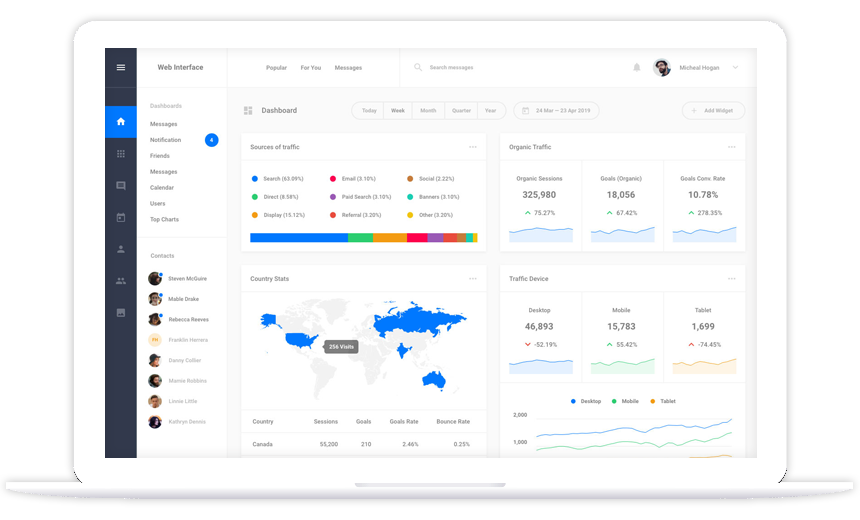 Web Interface
Popular For You Messages
Search messages
Micheal Hogan
Dashboards
Messages
Notification 4
Friends
Messages
Calendar
Users
Top Charts
Contacts
Steven McGuire
Mable Drake
Rebecca Reeves
FH Franklin Herrera
Danny Collier
Mamie Robbins
Linnie Little
Kathryn Dennis
Dashboard
Today Week Month Quarter Year
24 Mar — 23 Apr 2019
+ Add Widget
Sources of traffic
Search (63.09%) Email (3.10%) Social (2.22%)
Direct (8.58%) Paid Search (3.10%) Banners (3.10%)
Display (15.12%) Referral (3.20%) Other (3.20%)
Organic Traffic
Organic Sessions Goals (Organic) Goals Conv. Rate
325,980 18,056 10.78%
75.27% 67.42% 278.35%
Country Stats
256 Visits
Country Sessions Goals Goals Rate Bounce Rate
Canada 55,200 210 2.46% 0.25%
Traffic Device
Desktop Mobile Tablet
46,893 15,783 1,699
-52.19% 55.42% -74.45%
Desktop Mobile Tablet
2,000
1,000